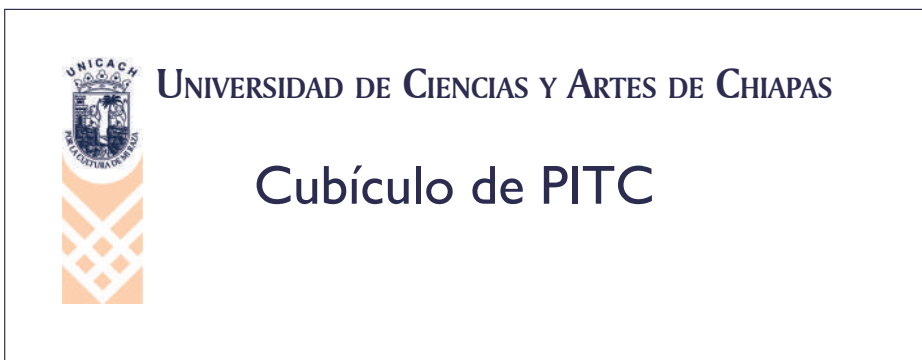 UNICACH
UNIVERSIDAD DE CIENCIAS Y ARTES DE CHIAPAS
POR LA CULTURA DE MI RAZA
Cubículo de PITC